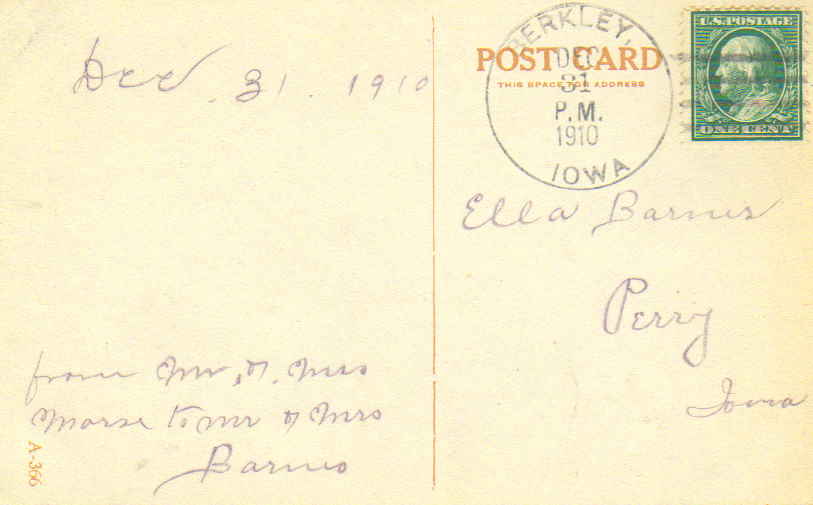 Dec. 31. 1910
from Mr, & Mrs
Morse to Mr & Mrs
Barnes
A-366
POST CARD
THIS SPACE FOR ADDRESS
BERKLEY,
DEC
31
P.M.
1910
IOWA
U.S. POSTAGE
ONE CENT
Ella Barnes
Perry
Iowa